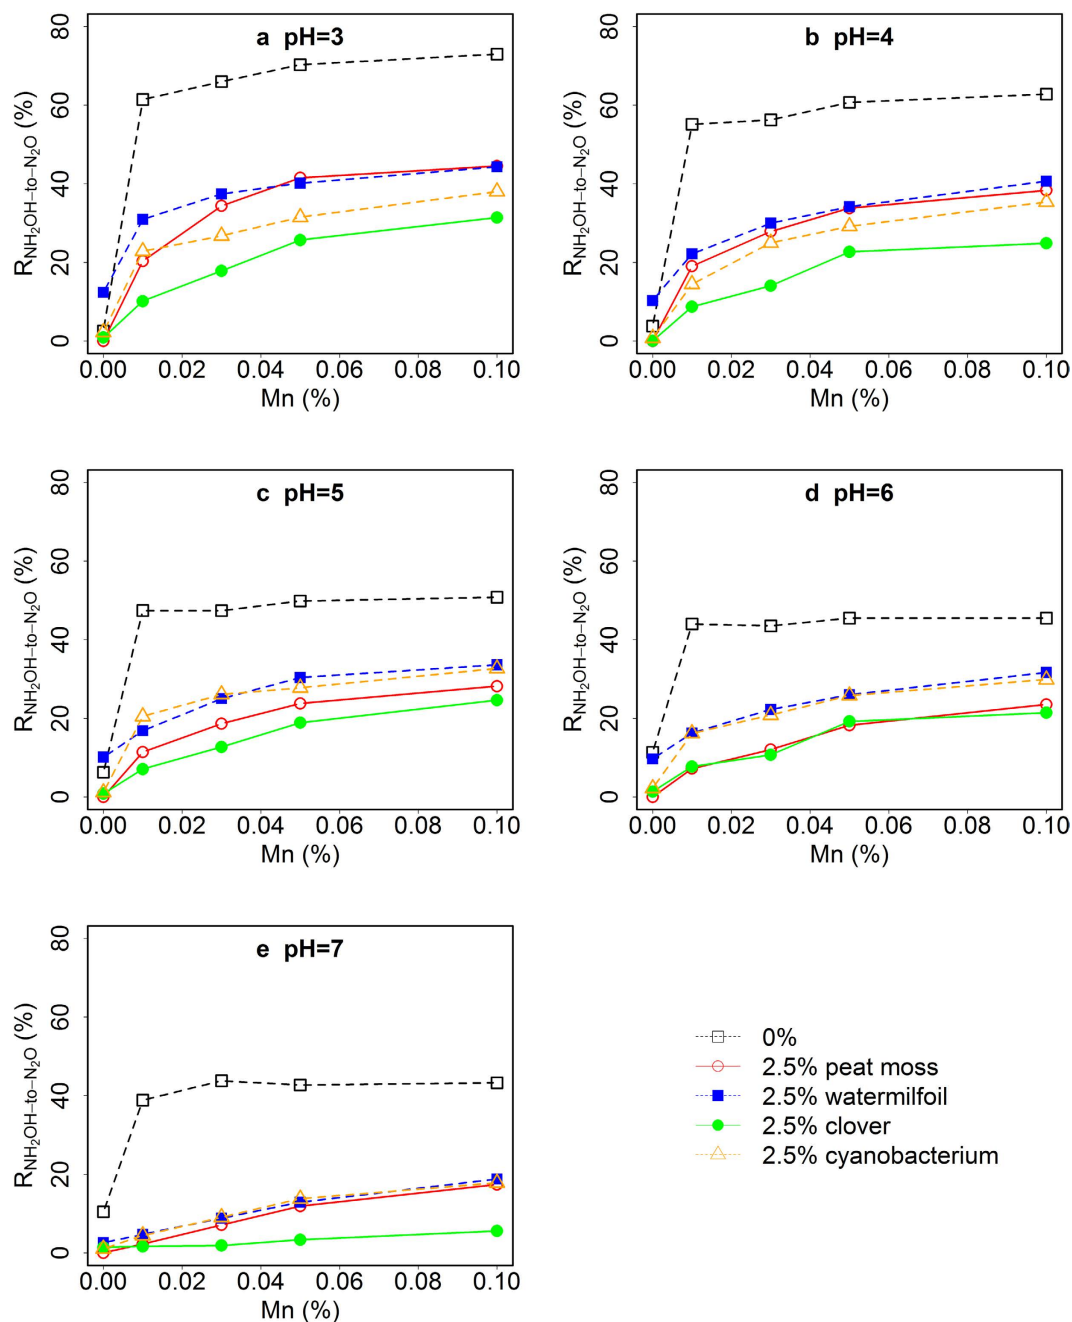 a pH=3
R_NH₂OH–to–N₂O (%)
80
60
40
20
0
0.00 0.02 0.04 0.06 0.08 0.10
Mn (%)
b pH=4
R_NH₂OH–to–N₂O (%)
80
60
40
20
0
0.00 0.02 0.04 0.06 0.08 0.10
Mn (%)
c pH=5
R_NH₂OH–to–N₂O (%)
80
60
40
20
0
0.00 0.02 0.04 0.06 0.08 0.10
Mn (%)
d pH=6
R_NH₂OH–to–N₂O (%)
80
60
40
20
0
0.00 0.02 0.04 0.06 0.08 0.10
Mn (%)
e pH=7
R_NH₂OH–to–N₂O (%)
80
60
40
20
0
0.00 0.02 0.04 0.06 0.08 0.10
Mn (%)
0%
2.5% peat moss
2.5% watermilfoil
2.5% clover
2.5% cyanobacterium